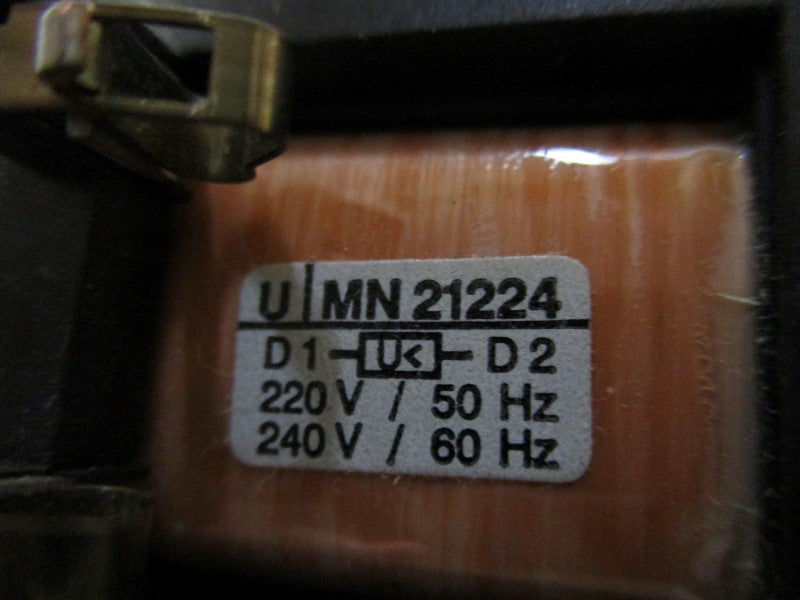 U | MN 21224
D1 U< D2
220 V / 50 Hz
240 V / 60 Hz